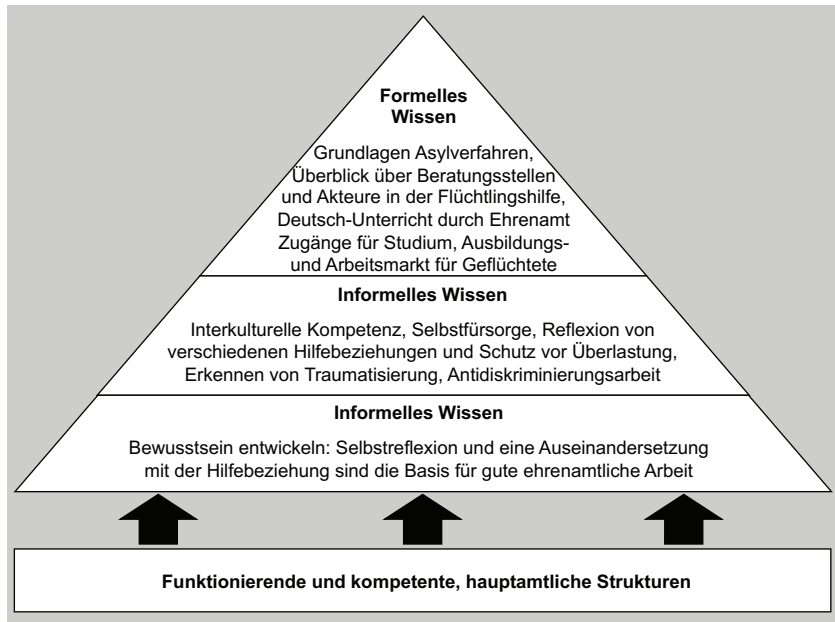 Formelles
Wissen
Grundlagen Asylverfahren,
Überblick über Beratungsstellen
und Akteure in der Flüchtlingshilfe,
Deutsch-Unterricht durch Ehrenamt
Zugänge für Studium, Ausbildungs-
und Arbeitsmarkt für Geflüchtete
Informelles Wissen
Interkulturelle Kompetenz, Selbstfürsorge, Reflexion von
verschiedenen Hilfebeziehungen und Schutz vor Überlastung,
Erkennen von Traumatisierung, Antidiskriminierungsarbeit
Informelles Wissen
Bewusstsein entwickeln: Selbstreflexion und eine Auseinandersetzung
mit der Hilfebeziehung sind die Basis für gute ehrenamtliche Arbeit
Funktionierende und kompetente, hauptamtliche Strukturen